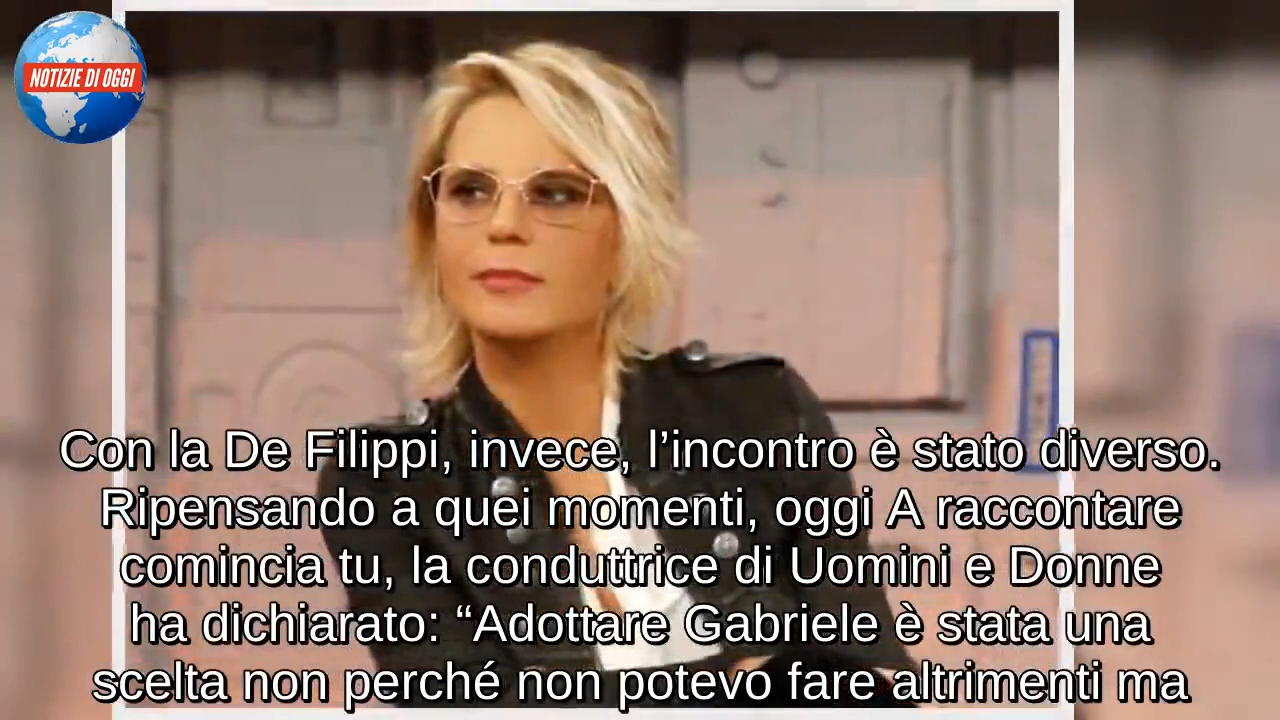 NOTIZIE DI OGGI
Con la De Filippi, invece, l’incontro è stato diverso.
Ripensando a quei momenti, oggi A raccontare
comincia tu, la conduttrice di Uomini e Donne
ha dichiarato: “Adottare Gabriele è stata una
scelta non perché non potevo fare altrimenti ma